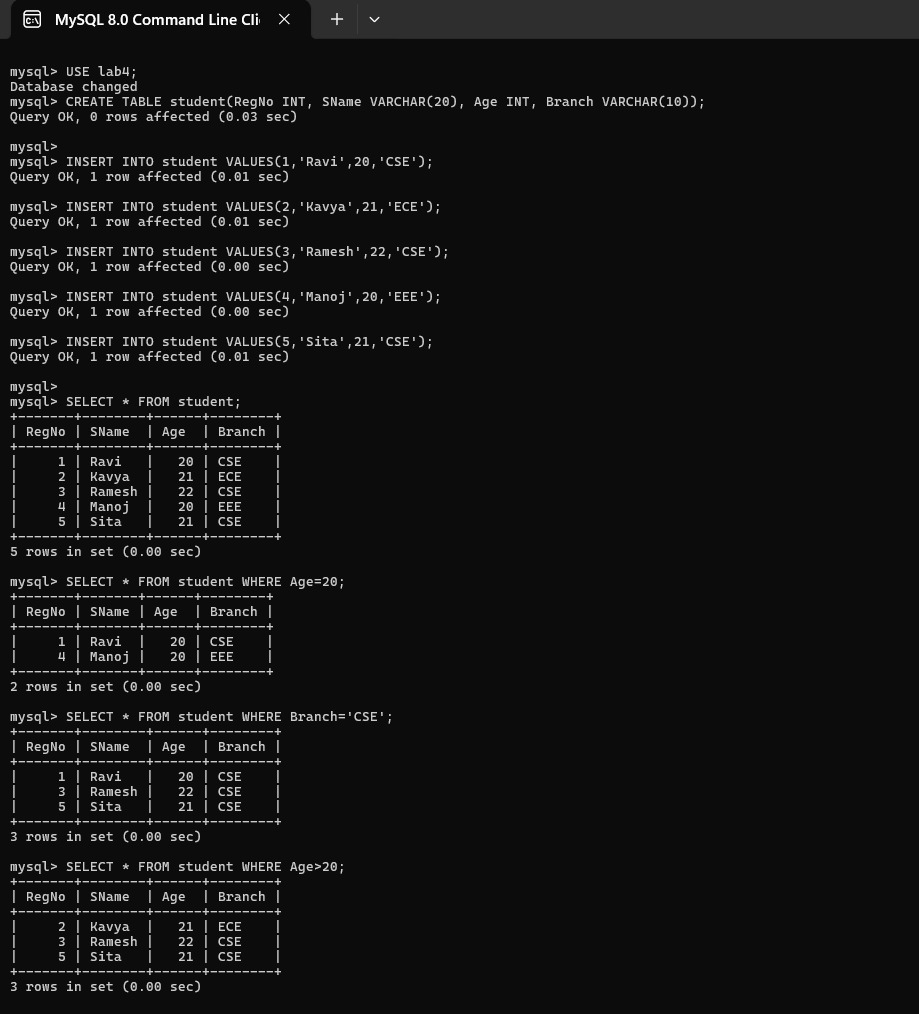 MySQL 8.0 Command Line Cli
mysql> USE lab4;
Database changed
mysql> CREATE TABLE student(RegNo INT, SName VARCHAR(20), Age INT, Branch VARCHAR(10));
Query OK, 0 rows affected (0.03 sec)

mysql>
mysql> INSERT INTO student VALUES(1,'Ravi',20,'CSE');
Query OK, 1 row affected (0.01 sec)

mysql> INSERT INTO student VALUES(2,'Kavya',21,'ECE');
Query OK, 1 row affected (0.01 sec)

mysql> INSERT INTO student VALUES(3,'Ramesh',22,'CSE');
Query OK, 1 row affected (0.00 sec)

mysql> INSERT INTO student VALUES(4,'Manoj',20,'EEE');
Query OK, 1 row affected (0.00 sec)

mysql> INSERT INTO student VALUES(5,'Sita',21,'CSE');
Query OK, 1 row affected (0.01 sec)

mysql>
mysql> SELECT * FROM student;
+-------+--------+------+--------+
| RegNo | SName  | Age  | Branch |
+-------+--------+------+--------+
|     1 | Ravi   |   20 | CSE    |
|     2 | Kavya  |   21 | ECE    |
|     3 | Ramesh |   22 | CSE    |
|     4 | Manoj  |   20 | EEE    |
|     5 | Sita   |   21 | CSE    |
+-------+--------+------+--------+
5 rows in set (0.00 sec)

mysql> SELECT * FROM student WHERE Age=20;
+-------+-------+------+--------+
| RegNo | SName | Age  | Branch |
+-------+-------+------+--------+
|     1 | Ravi  |   20 | CSE    |
|     4 | Manoj |   20 | EEE    |
+-------+-------+------+--------+
2 rows in set (0.00 sec)

mysql> SELECT * FROM student WHERE Branch='CSE';
+-------+--------+------+--------+
| RegNo | SName  | Age  | Branch |
+-------+--------+------+--------+
|     1 | Ravi   |   20 | CSE    |
|     3 | Ramesh |   22 | CSE    |
|     5 | Sita   |   21 | CSE    |
+-------+--------+------+--------+
3 rows in set (0.00 sec)

mysql> SELECT * FROM student WHERE Age>20;
+-------+--------+------+--------+
| RegNo | SName  | Age  | Branch |
+-------+--------+------+--------+
|     2 | Kavya  |   21 | ECE    |
|     3 | Ramesh |   22 | CSE    |
|     5 | Sita   |   21 | CSE    |
+-------+--------+------+--------+
3 rows in set (0.00 sec)